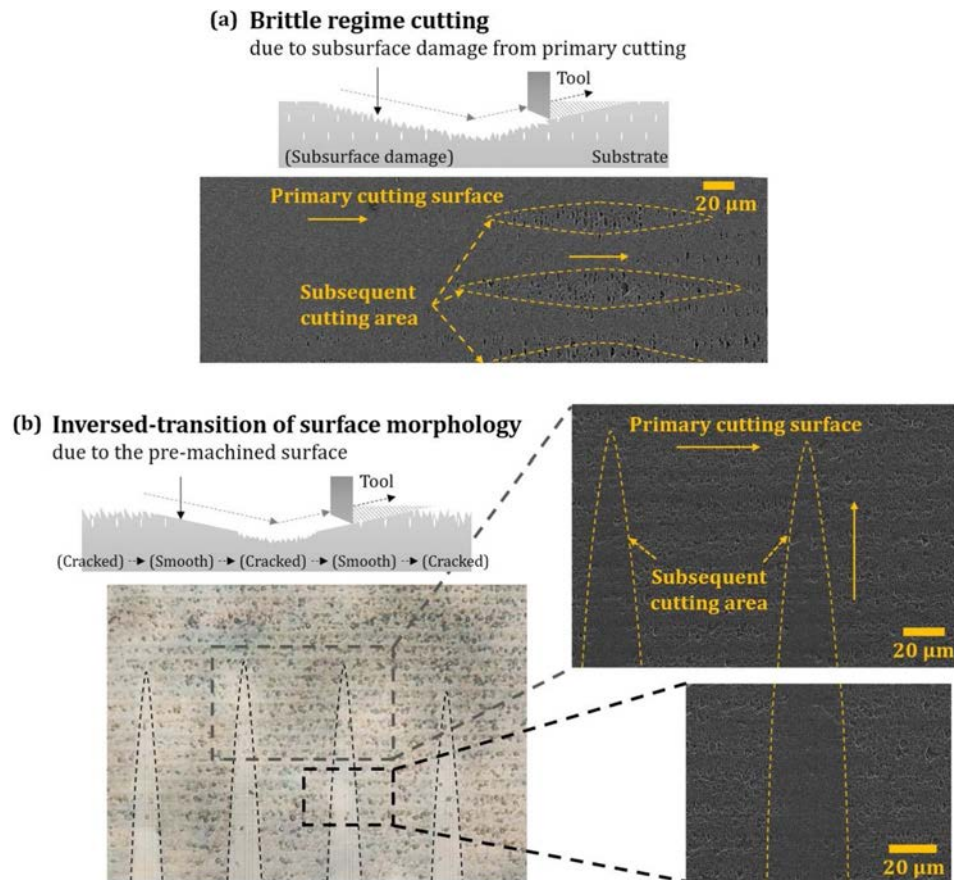 (a) Brittle regime cutting
due to subsurface damage from primary cutting
Tool
(Subsurface damage)
Substrate
Primary cutting surface
20 μm
Subsequent
cutting area
(b) Inversed-transition of surface morphology
due to the pre-machined surface
Tool
(Cracked) (Smooth) (Cracked) (Smooth) (Cracked)
Primary cutting surface
Subsequent
cutting area
20 μm
20 μm